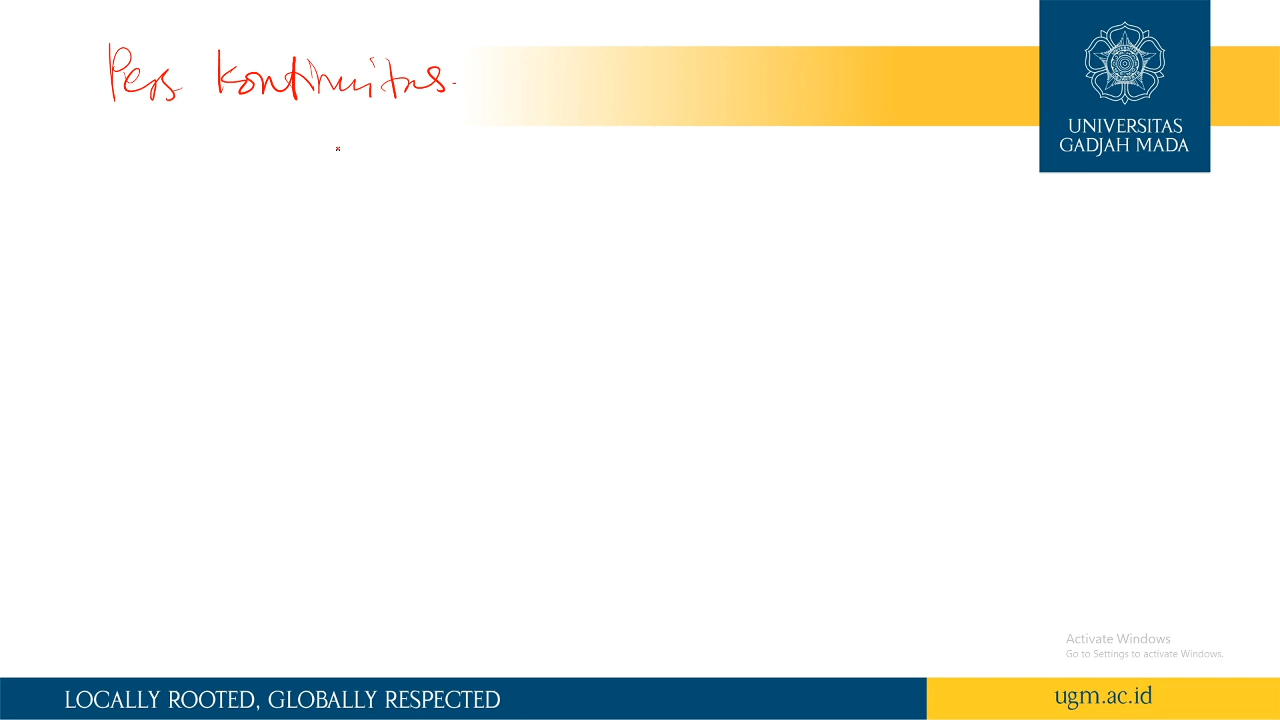 Pers kontinuitas.
UNIVERSITAS
GADJAH MADA
Activate Windows
Go to Settings to activate Windows.
LOCALLY ROOTED, GLOBALLY RESPECTED
ugm.ac.id